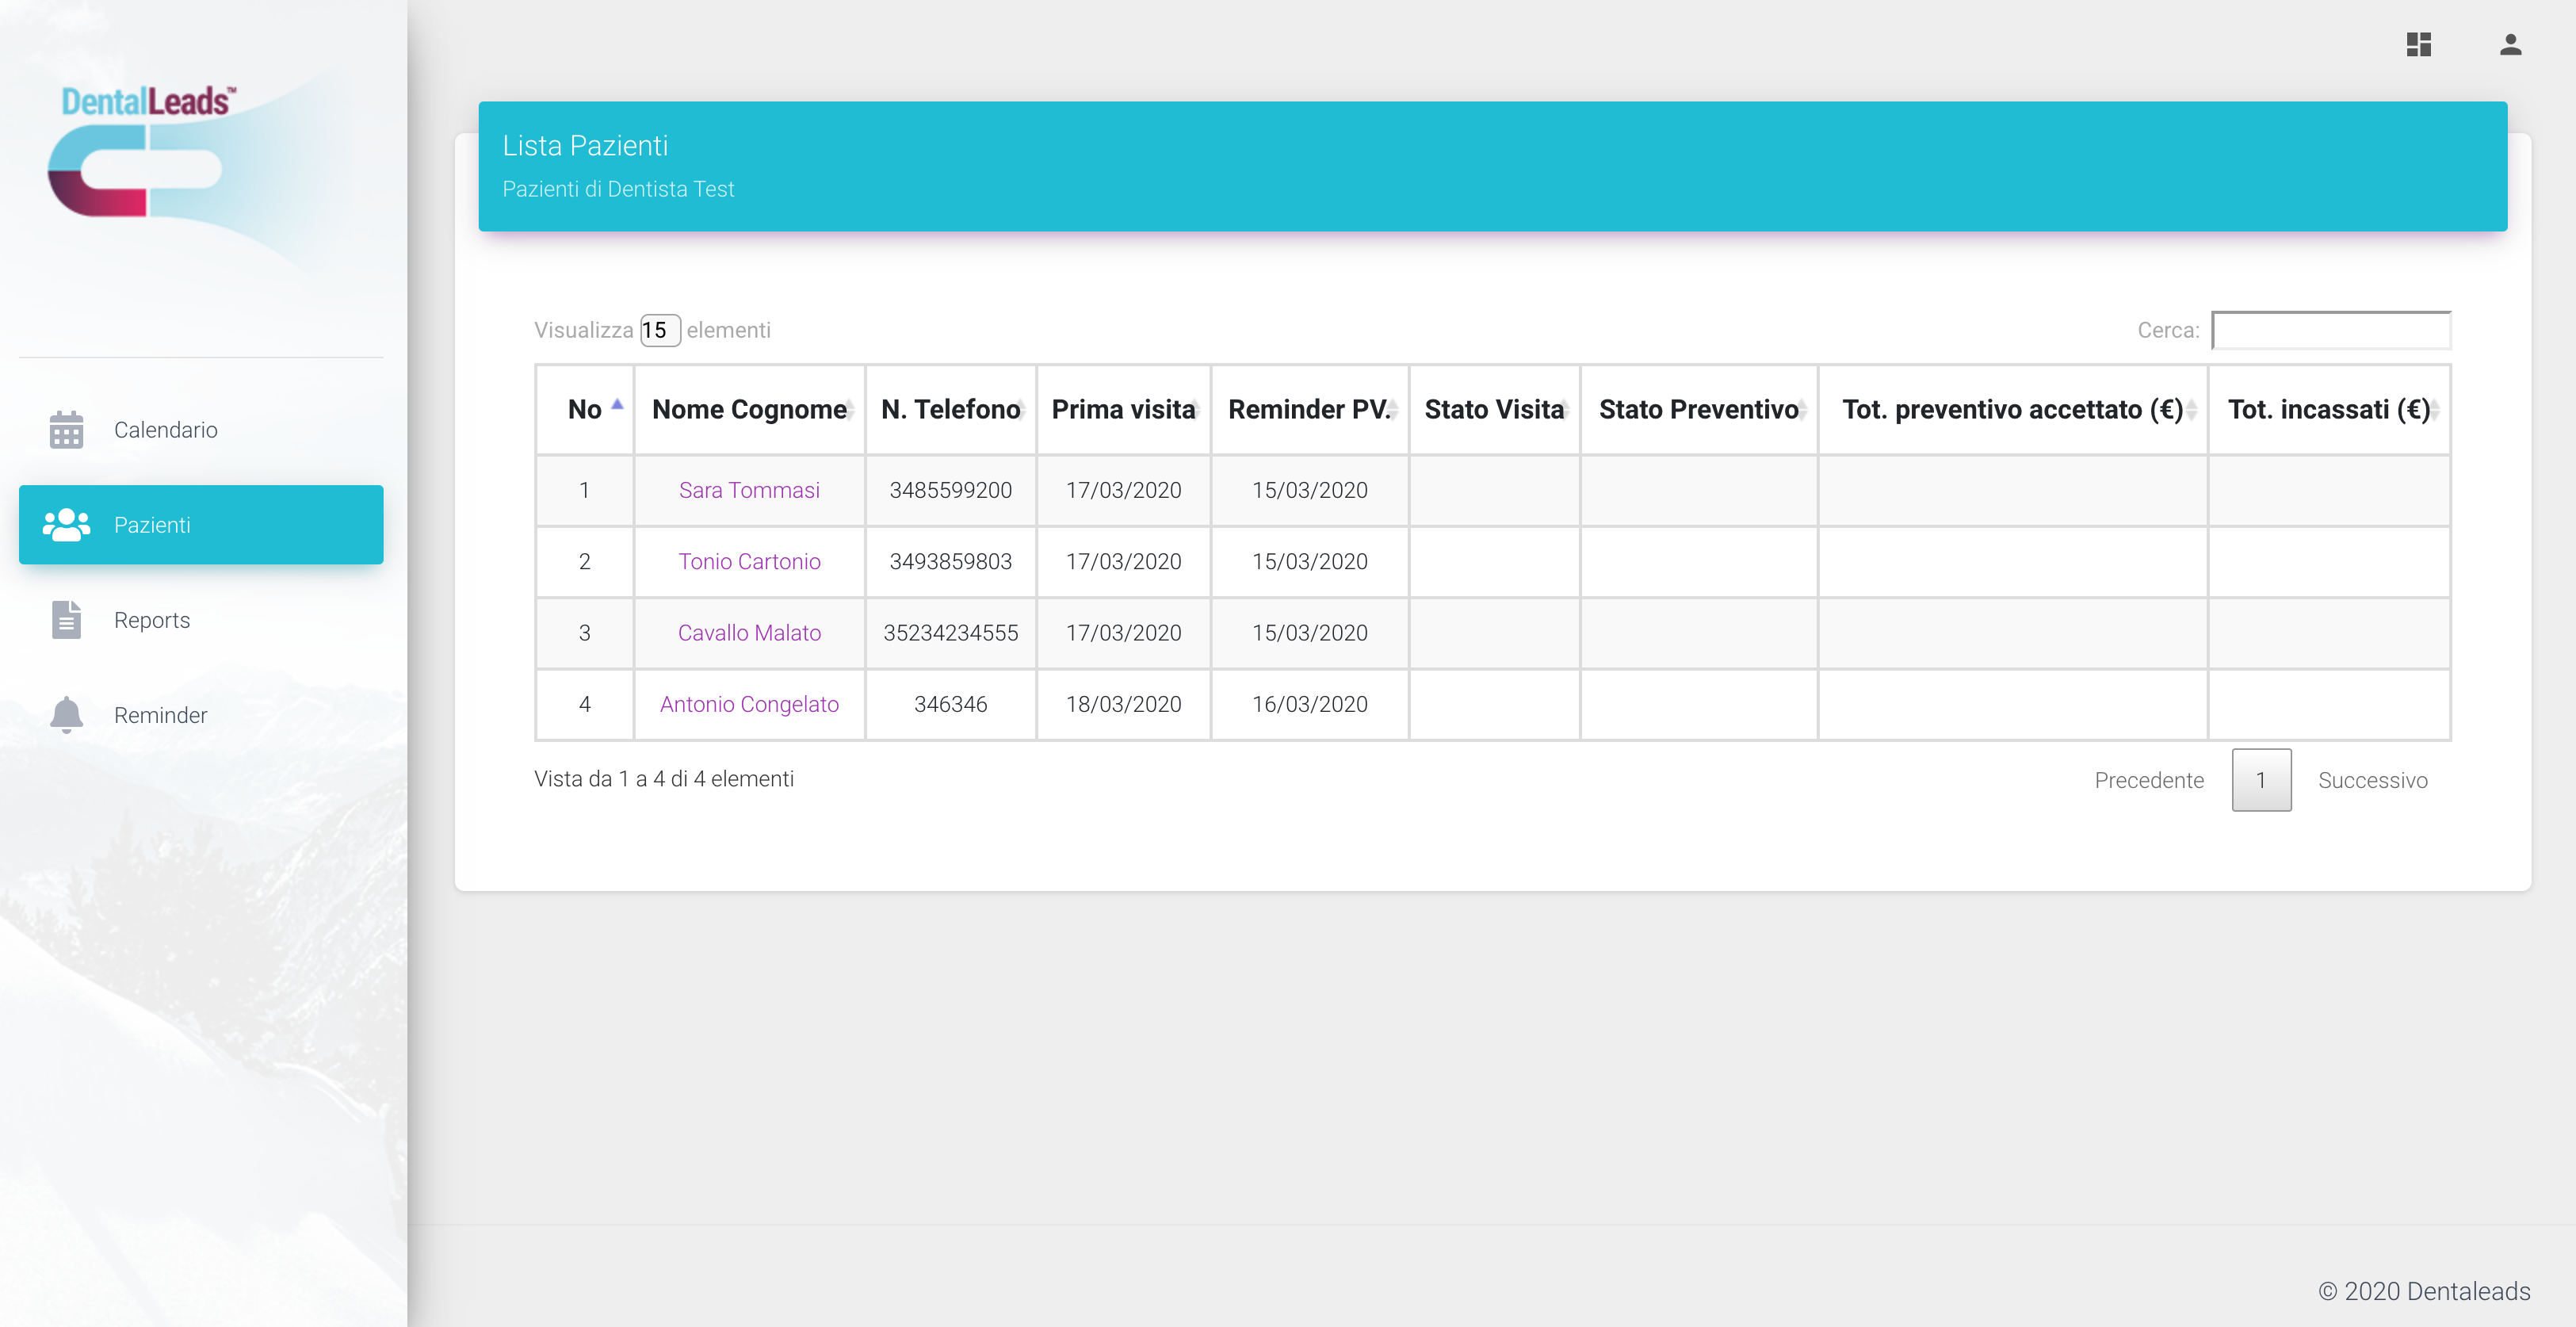 DentalLeads™
Calendario
Pazienti
Reports
Reminder
Lista Pazienti
Pazienti di Dentista Test
Visualizza 15 elementi
Cerca:
No Nome Cognome N. Telefono Prima visita Reminder PV. Stato Visita Stato Preventivo Tot. preventivo accettato (€) Tot. incassati (€)
1 Sara Tommasi 3485599200 17/03/2020 15/03/2020
2 Tonio Cartonio 3493859803 17/03/2020 15/03/2020
3 Cavallo Malato 35234234555 17/03/2020 15/03/2020
4 Antonio Congelato 346346 18/03/2020 16/03/2020
Vista da 1 a 4 di 4 elementi
Precedente 1 Successivo
© 2020 Dentaleads